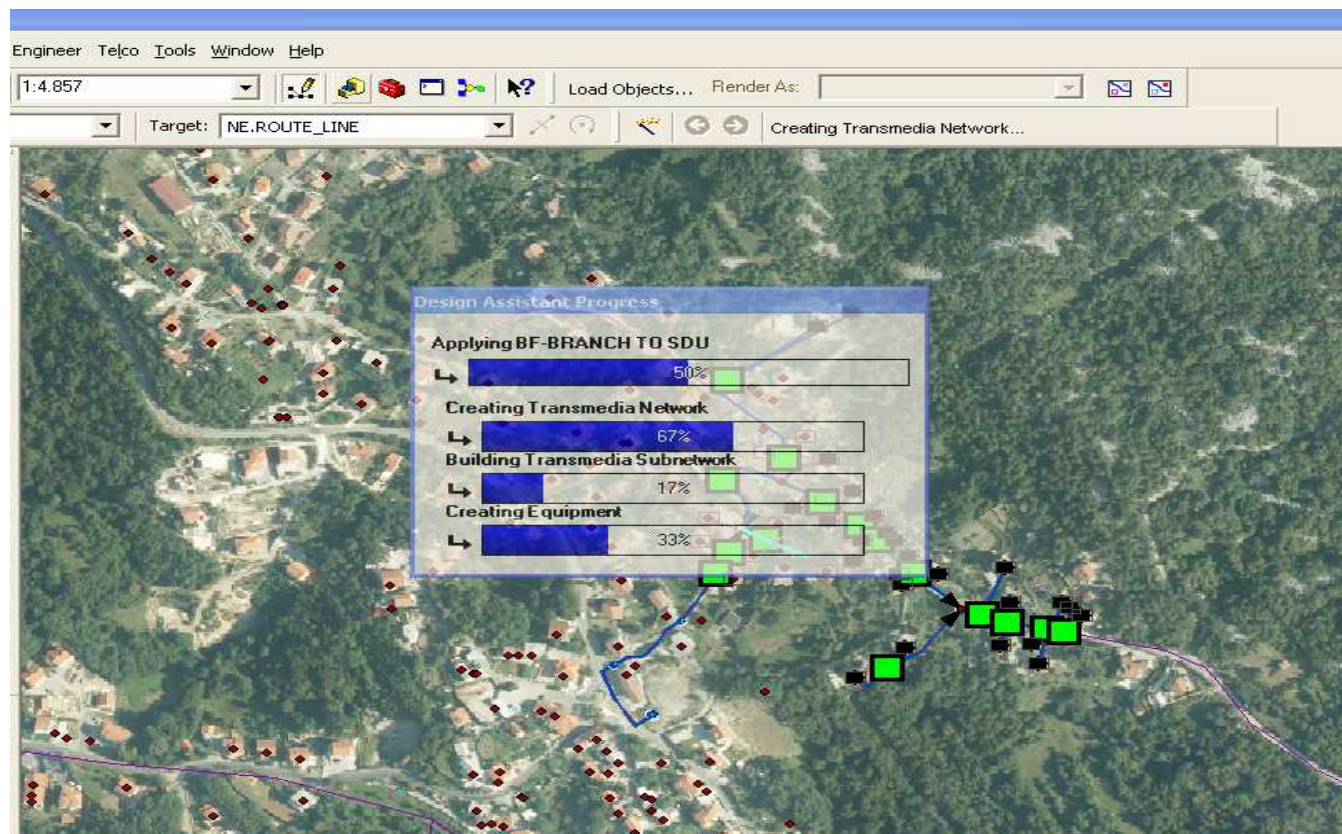 Engineer Telco Tools Window Help
1:4.857 Load Objects... Render As:
Target: NE.ROUTE_LINE Creating Transmedia Network...
Design Assistant Progress
Applying BF-BRANCH TO SDU
50%
Creating Transmedia Network
67%
Building Transmedia Subnetwork
17%
Creating Equipment
33%